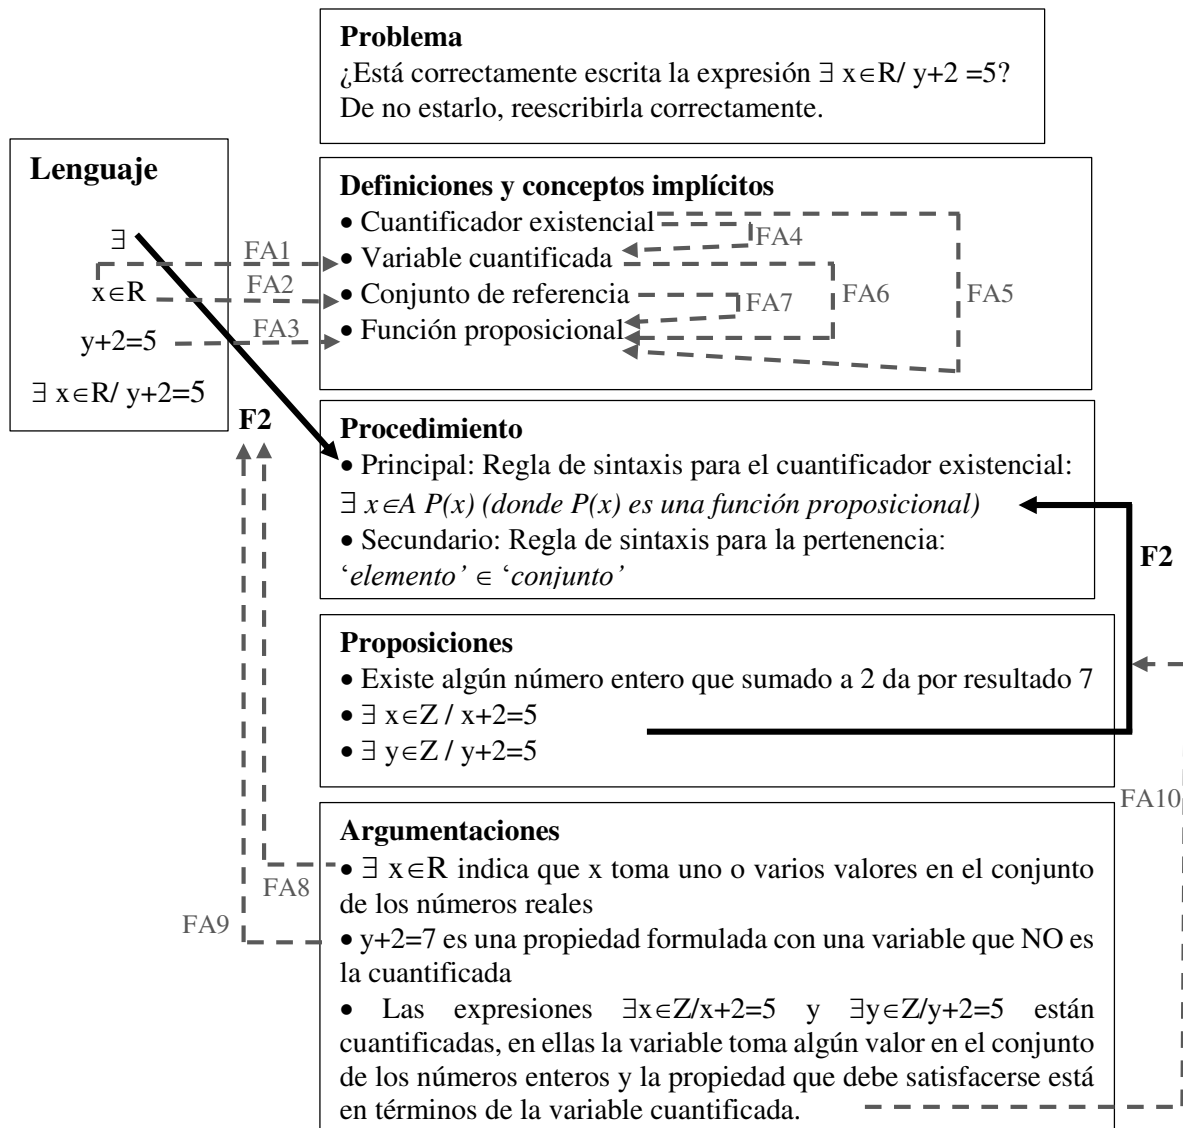 Problema
¿Está correctamente escrita la expresión ∃ x∈R/ y+2 =5?
De no estarlo, reescribirla correctamente.
Lenguaje
∃
x∈R
y+2=5
∃ x∈R/ y+2=5
FA1
FA2
FA3
Definiciones y conceptos implícitos
• Cuantificador existencial
• Variable cuantificada
• Conjunto de referencia
• Función proposicional
FA4
FA7
FA6
FA5
F2
Procedimiento
• Principal: Regla de sintaxis para el cuantificador existencial:
∃ x∈A P(x) (donde P(x) es una función proposicional)
• Secundario: Regla de sintaxis para la pertenencia:
‘elemento’ ∈ ‘conjunto’
F2
Proposiciones
• Existe algún número entero que sumado a 2 da por resultado 7
• ∃ x∈Z / x+2=5
• ∃ y∈Z / y+2=5
FA10
Argumentaciones
• ∃ x∈R indica que x toma uno o varios valores en el conjunto
de los números reales
• y+2=7 es una propiedad formulada con una variable que NO es
la cuantificada
• Las expresiones ∃x∈Z/x+2=5 y ∃y∈Z/y+2=5 están
cuantificadas, en ellas la variable toma algún valor en el conjunto
de los números enteros y la propiedad que debe satisfacerse está
en términos de la variable cuantificada.
FA8
FA9